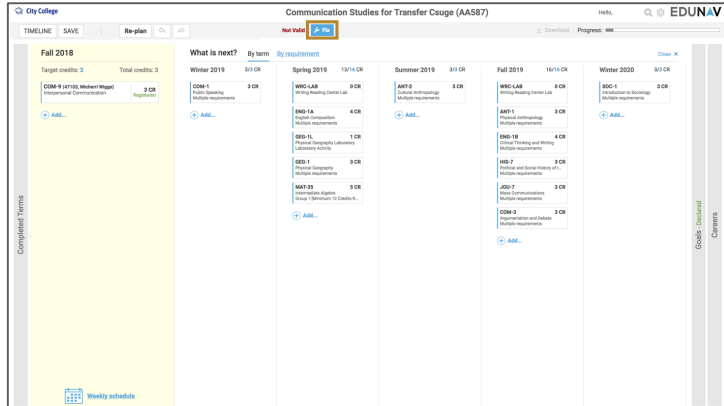 City College
Communication Studies for Transfer Csuge (AA587)
Hello,
EDUNAV
TIMELINE SAVE Re-plan
Not Valid Fix
Download Progress:
Fall 2018
Target credits: 3 Total credits: 3
COM-9 (47103, Micherri Wiggs) 3 CR
Interpersonal Communication Registered
Add...
Weekly schedule
What is next? By term By requirement Close X
Winter 2019 3/3 CR
COM-1 3 CR
Public Speaking
Multiple requirements
Add...
Spring 2019 13/16 CR
WRC-LAB 0 CR
Writing Reading Center Lab
ENG-1A 4 CR
English Composition
Multiple requirements
GEG-1L 1 CR
Physical Geography Laboratory
Laboratory Activity
GEG-1 3 CR
Physical Geography
Multiple requirements
MAT-35 5 CR
Intermediate Algebra
Group 1 [Minimum 12 Credits R...
Add...
Summer 2019 3/3 CR
ANT-2 3 CR
Cultural Anthropology
Multiple requirements
Add...
Fall 2019 16/16 CR
WRC-LAB 0 CR
Writing Reading Center Lab
ANT-1 3 CR
Physical Anthropology
Multiple requirements
ENG-1B 4 CR
Critical Thinking and Writing
Multiple requirements
HIS-7 3 CR
Political and Social History of t...
Multiple requirements
JOU-7 3 CR
Mass Communications
Multiple requirements
COM-3 3 CR
Argumentation and Debate
Multiple requirements
Add...
Winter 2020 3/3 CR
SOC-1 3 CR
Introduction to Sociology
Multiple requirements
Add...
Completed Terms
Goals Declared
Careers